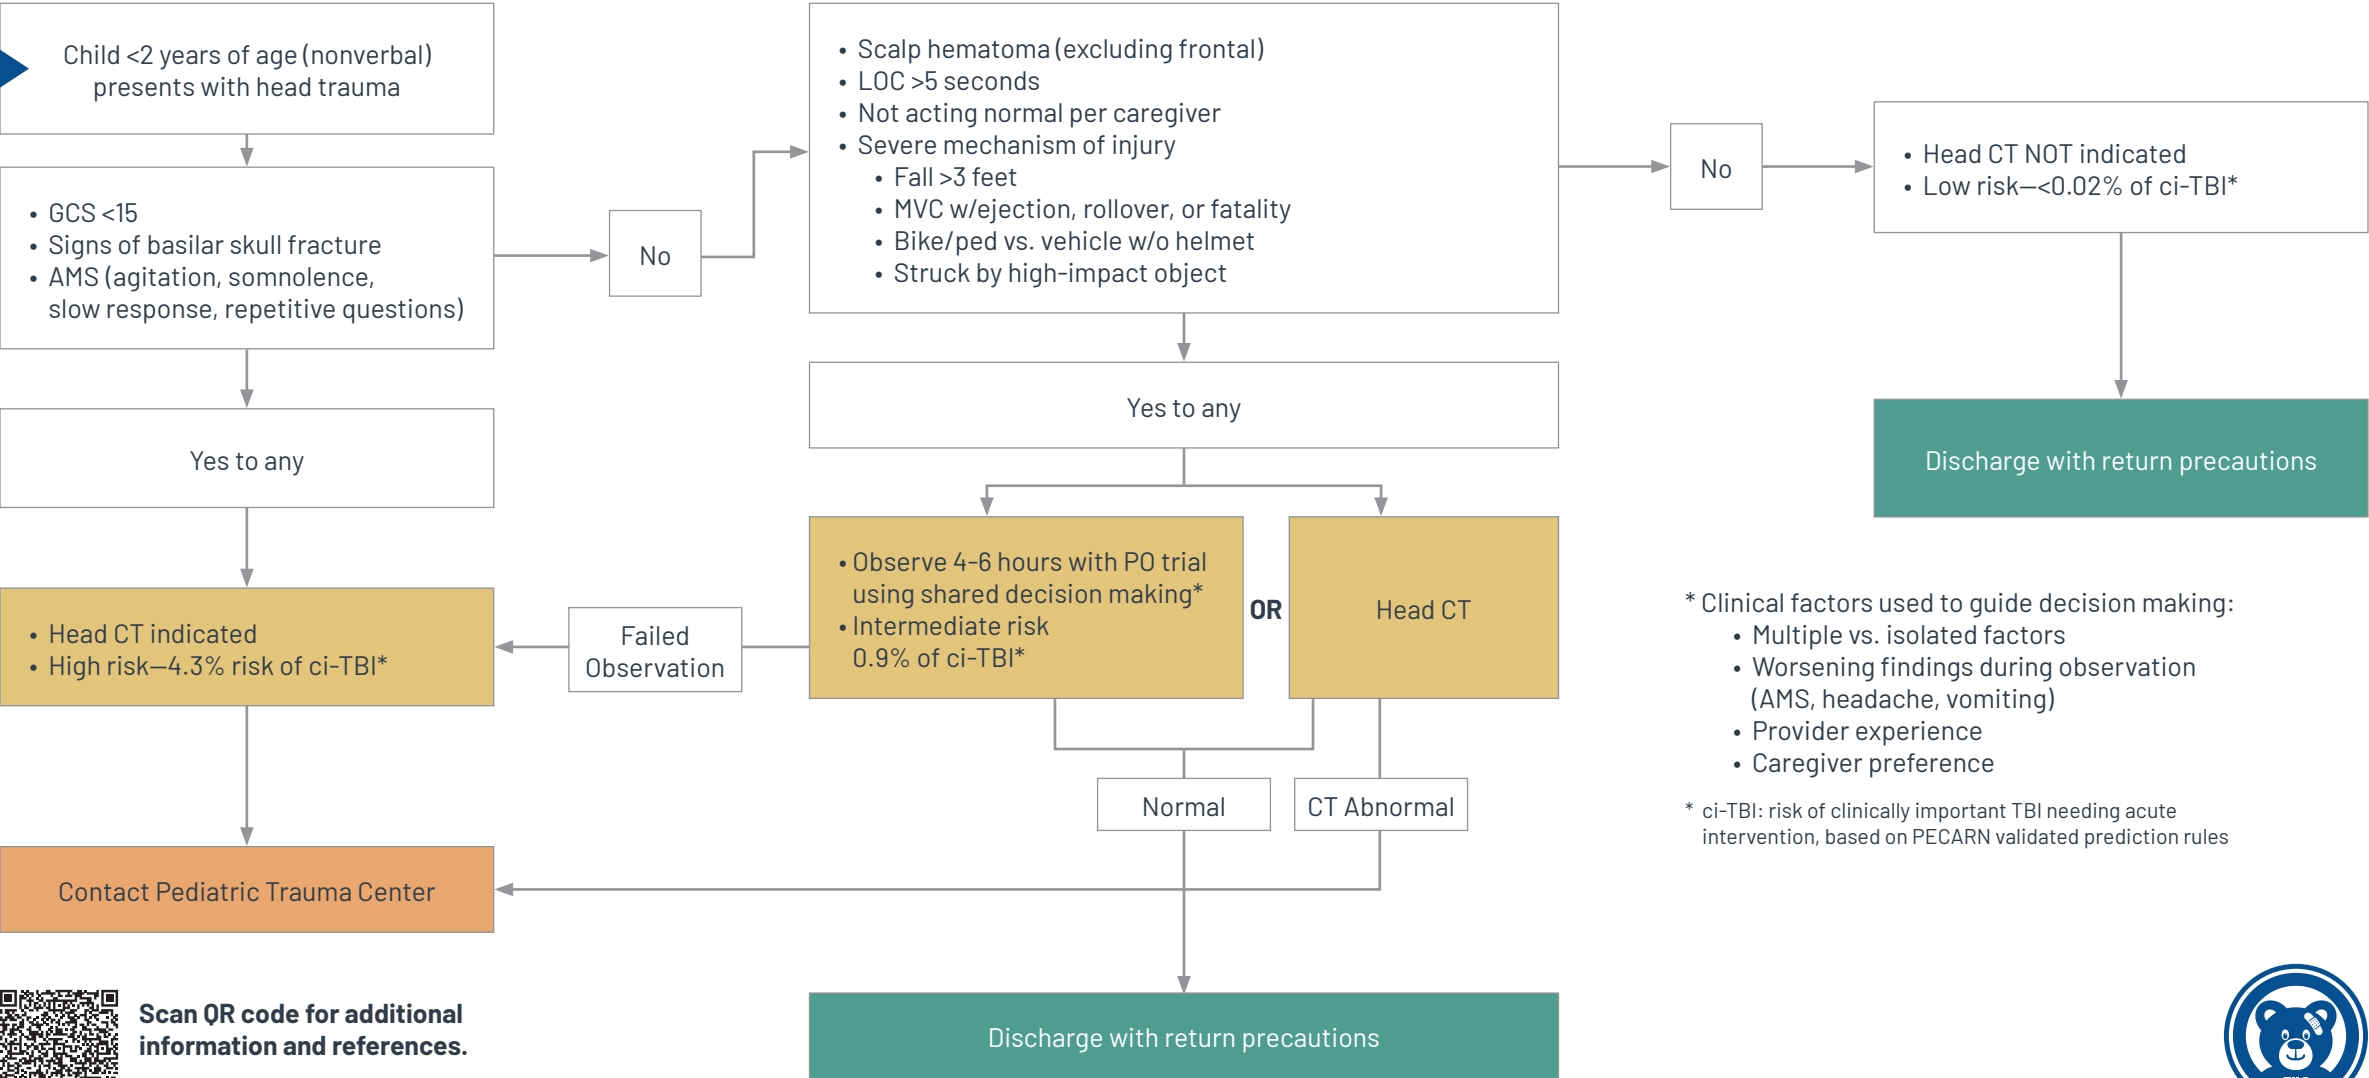 Child <2 years of age (nonverbal)
presents with head trauma
• GCS <15
• Signs of basilar skull fracture
• AMS (agitation, somnolence,
slow response, repetitive questions)
No
• Scalp hematoma (excluding frontal)
• LOC >5 seconds
• Not acting normal per caregiver
• Severe mechanism of injury
• Fall >3 feet
• MVC w/ejection, rollover, or fatality
• Bike/ped vs. vehicle w/o helmet
• Struck by high-impact object
No
• Head CT NOT indicated
• Low risk—<0.02% of ci-TBI*
Discharge with return precautions
Yes to any
Yes to any
• Head CT indicated
• High risk—4.3% risk of ci-TBI*
Failed
Observation
• Observe 4-6 hours with PO trial
using shared decision making*
• Intermediate risk
0.9% of ci-TBI*
OR
Head CT
Normal
CT Abnormal
Contact Pediatric Trauma Center
Discharge with return precautions
* Clinical factors used to guide decision making:
• Multiple vs. isolated factors
• Worsening findings during observation
(AMS, headache, vomiting)
• Provider experience
• Caregiver preference
* ci-TBI: risk of clinically important TBI needing acute
intervention, based on PECARN validated prediction rules
Scan QR code for additional
information and references.